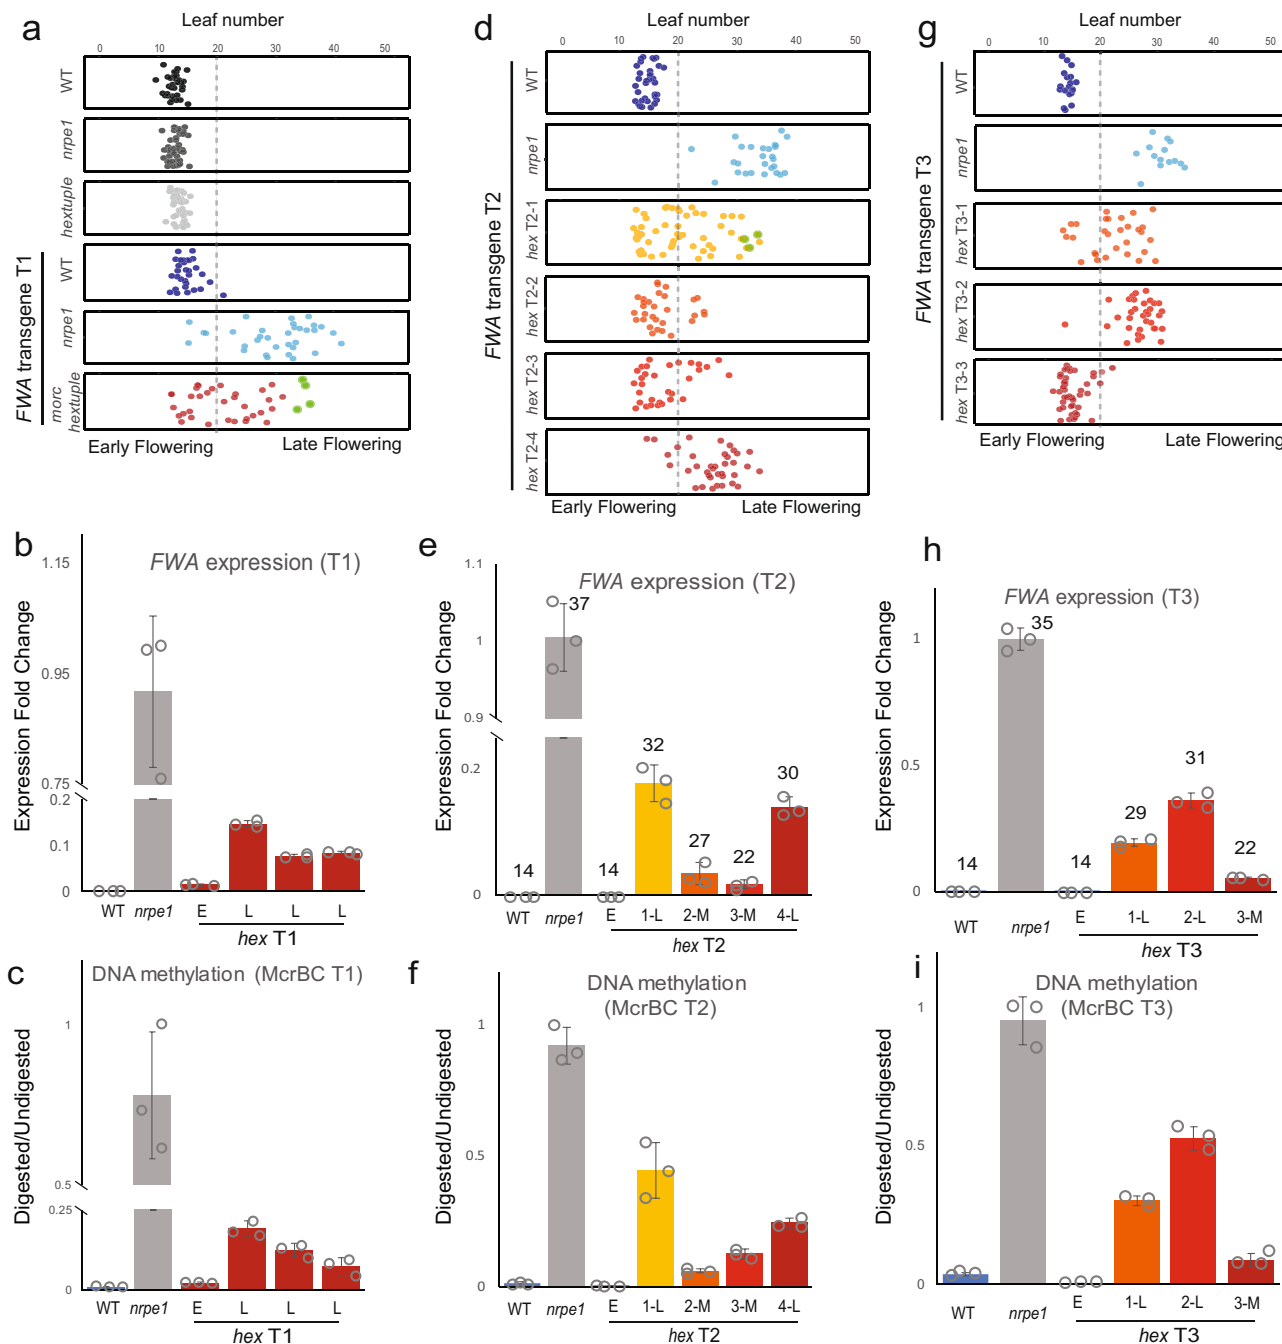 a
Leaf number
0 10 20 30 40 50
WT
nrpe1
hextuple
FWA transgene T1
WT
nrpe1
morc
hextuple
Early Flowering Late Flowering
b
FWA expression (T1)
Expression Fold Change
1.15
0.95
0.75
0.2
0.1
0
WT nrpe1 E L L L
hex T1
c
DNA methylation (McrBC T1)
Digested/Undigested
1
0.5
0.25
0
WT nrpe1 E L L L
hex T1
d
Leaf number
0 10 20 30 40 50
FWA transgene T2
WT
nrpe1
hex T2-1
hex T2-2
hex T2-3
hex T2-4
Early Flowering Late Flowering
e
FWA expression (T2)
Expression Fold Change
1.1
1
0.9
0.2
0
14 37 14 32 27 22 30
WT nrpe1 E 1-L 2-M 3-M 4-L
hex T2
f
DNA methylation
(McrBC T2)
Digested/Undigested
1
0.5
0
WT nrpe1 E 1-L 2-M 3-M 4-L
hex T2
g
Leaf number
0 10 20 30 40 50
FWA transgene T3
WT
nrpe1
hex T3-1
hex T3-2
hex T3-3
Early Flowering Late Flowering
h
FWA expression (T3)
Expression Fold Change
1
0.5
0
14 35 14 29 31 22
WT nrpe1 E 1-L 2-L 3-M
hex T3
i
DNA methylation
(McrBC T3)
Digested/Undigested
1
0.5
0
WT nrpe1 E 1-L 2-L 3-M
hex T3